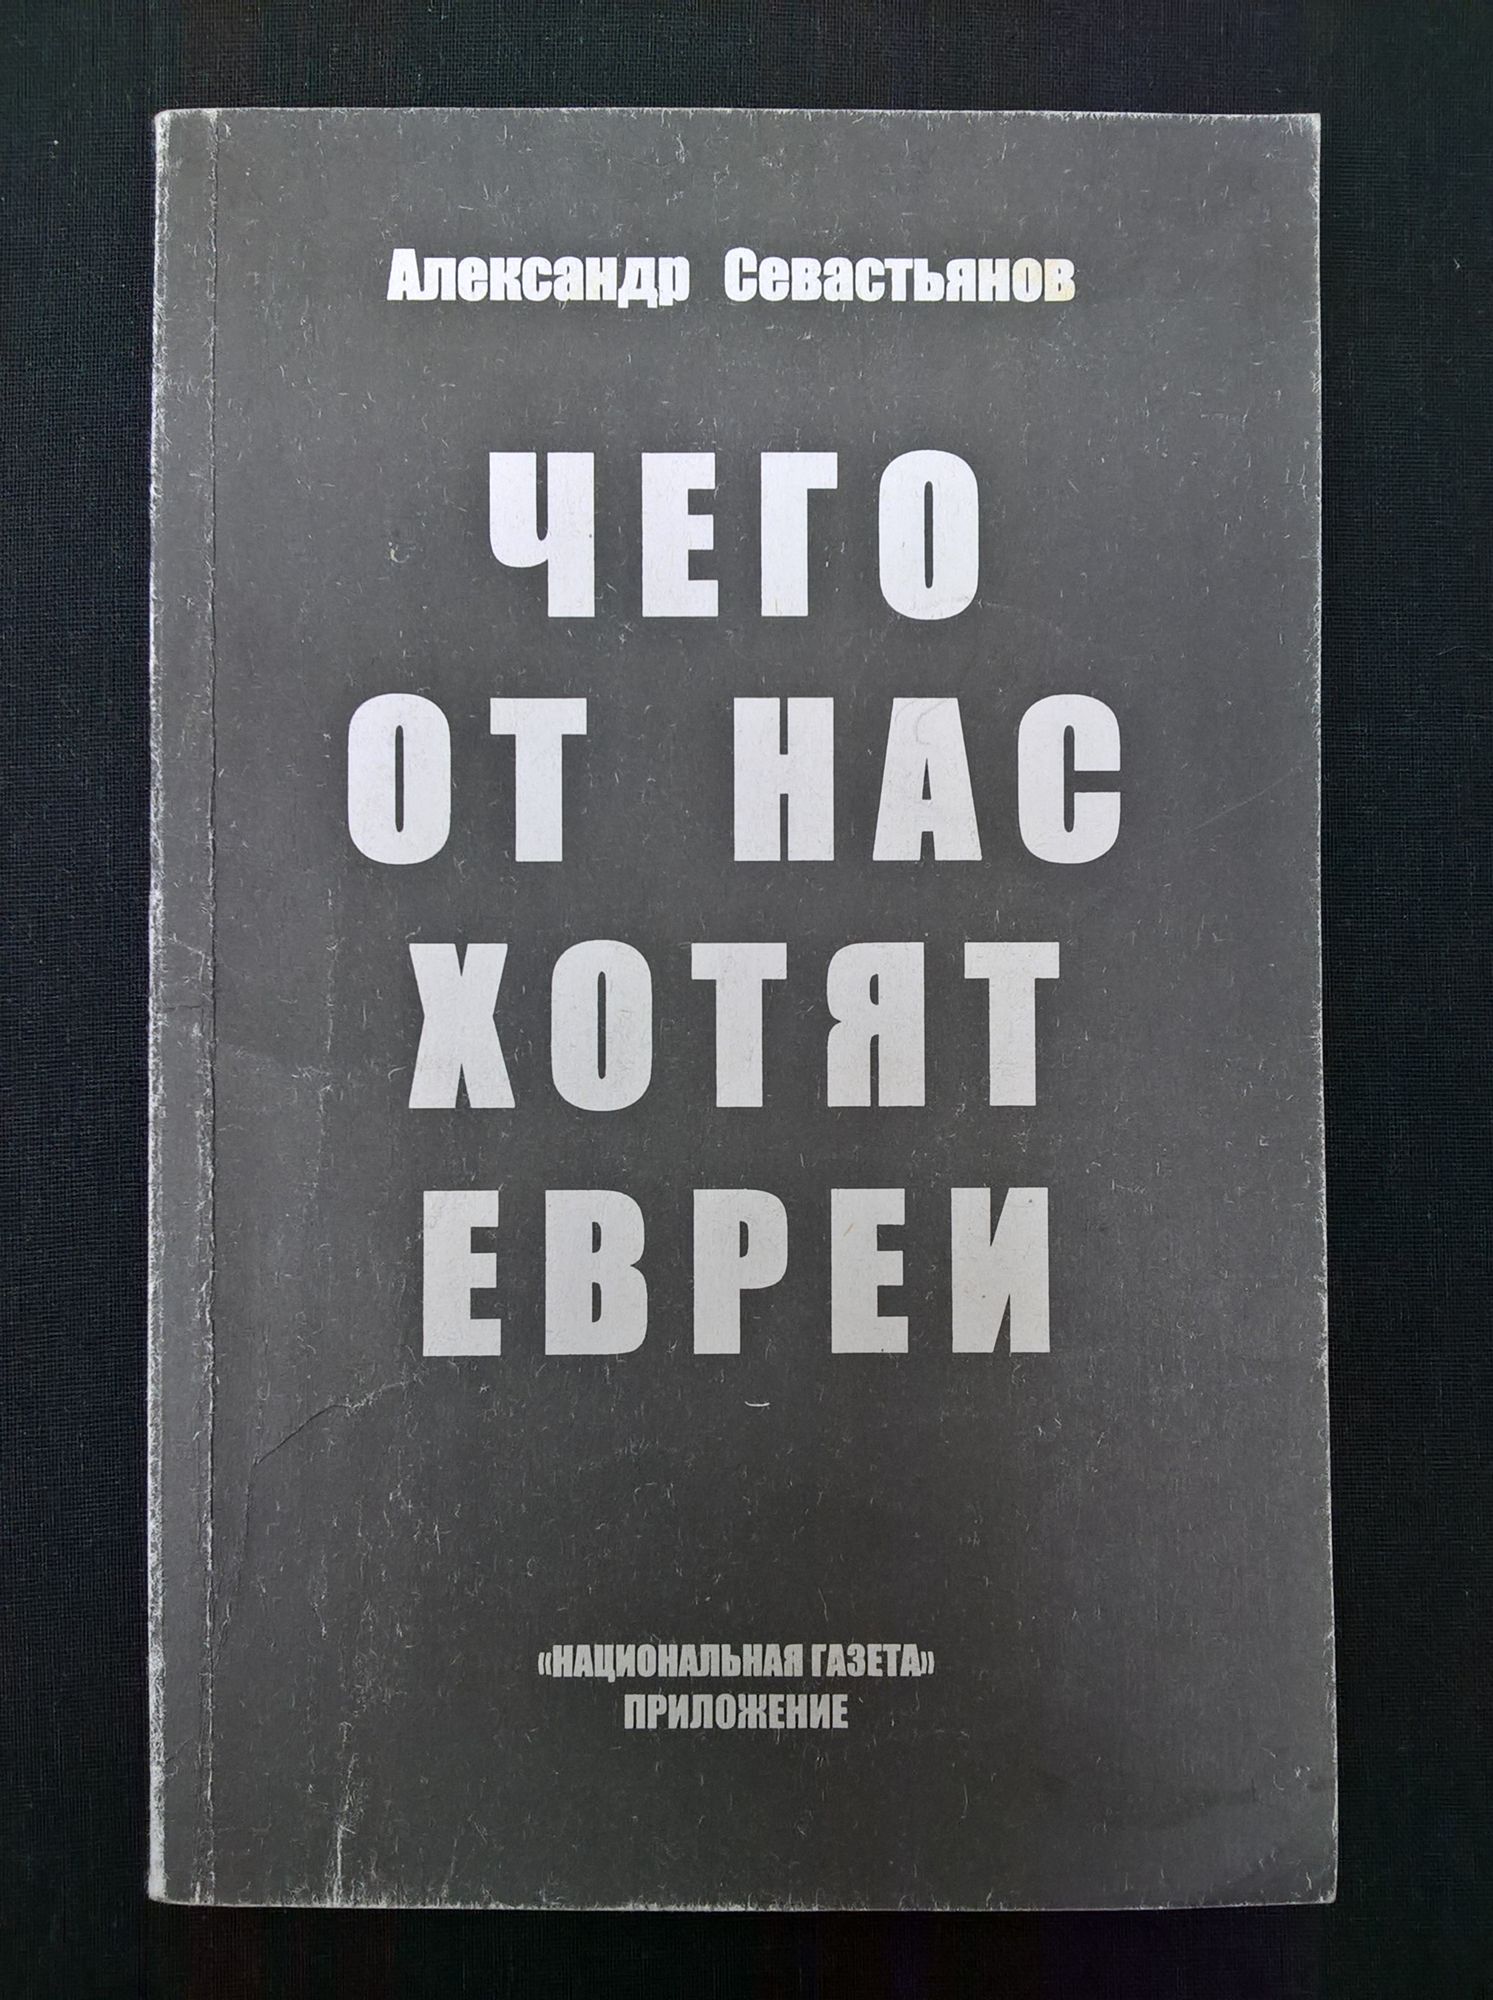 Александр Севастьянов
ЧЕГО
ОТ НАС
ХОТЯТ
ЕВРЕИ
«НАЦИОНАЛЬНАЯ ГАЗЕТА»
ПРИЛОЖЕНИЕ